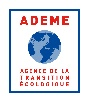 ADEME
AGENCE DE LA
TRANSITION
ÉCOLOGIQUE